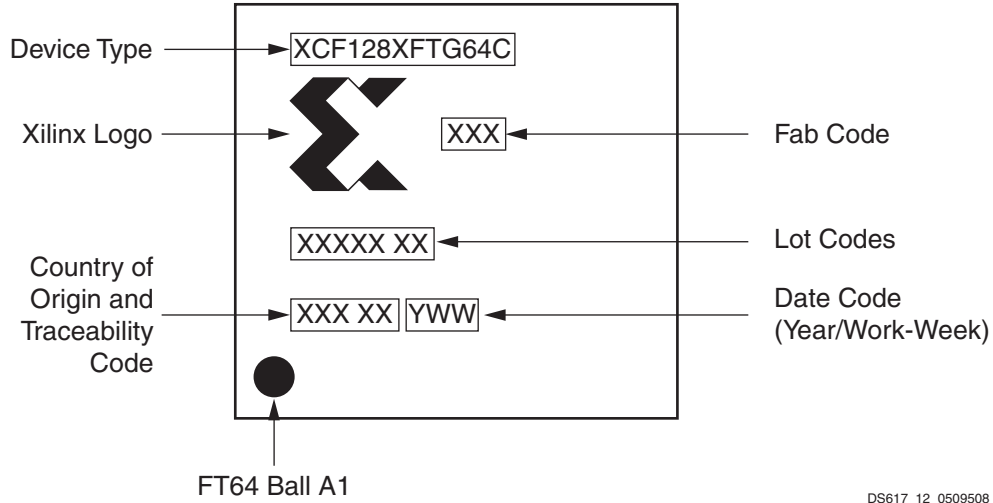 Device Type
XCF128XFTG64C
Xilinx Logo
XXX
Fab Code
XXXXX XX
Lot Codes
Country of
Origin and
Traceability
Code
XXX XX
YWW
Date Code
(Year/Work-Week)
FT64 Ball A1
DS617_12_0509508